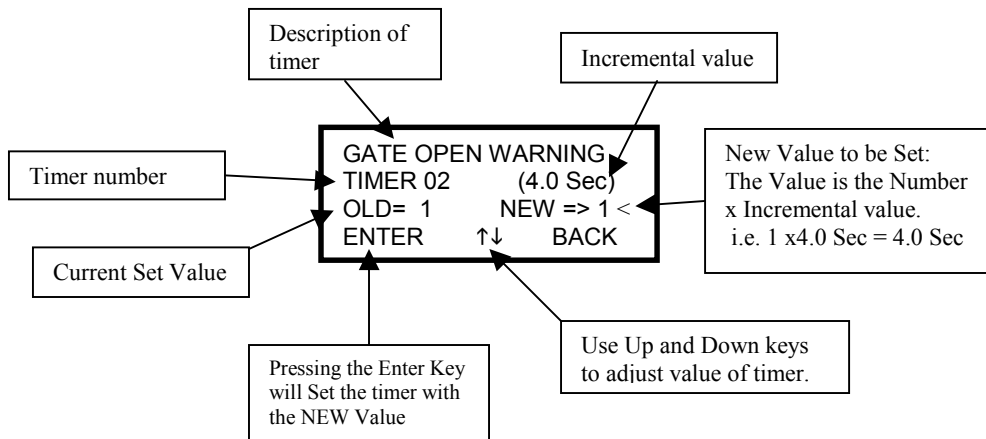 Description of
timer
Incremental value
GATE OPEN WARNING
TIMER 02 (4.0 Sec)
OLD= 1 NEW => 1 <
ENTER ↑↓ BACK
Timer number
Current Set Value
New Value to be Set:
The Value is the Number
x Incremental value.
i.e. 1 x4.0 Sec = 4.0 Sec
Pressing the Enter Key
will Set the timer with
the NEW Value
Use Up and Down keys
to adjust value of timer.